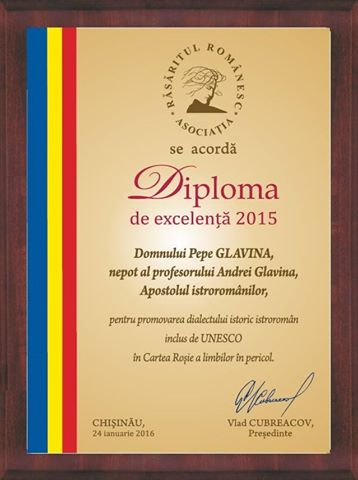 RĂSĂRITUL ROMÂNESC
ASOCIAȚIA
se acordă
Diploma
de excelență 2015
Domnului Pepe GLAVINA,
nepot al profesorului Andrei Glavina,
Apostolul istroromânilor,
pentru promovarea dialectului istoric istroromân
inclus de UNESCO
în Cartea Roșie a limbilor în pericol.
CHIȘINĂU,
24 ianuarie 2016
Vlad CUBREACOV,
Președinte